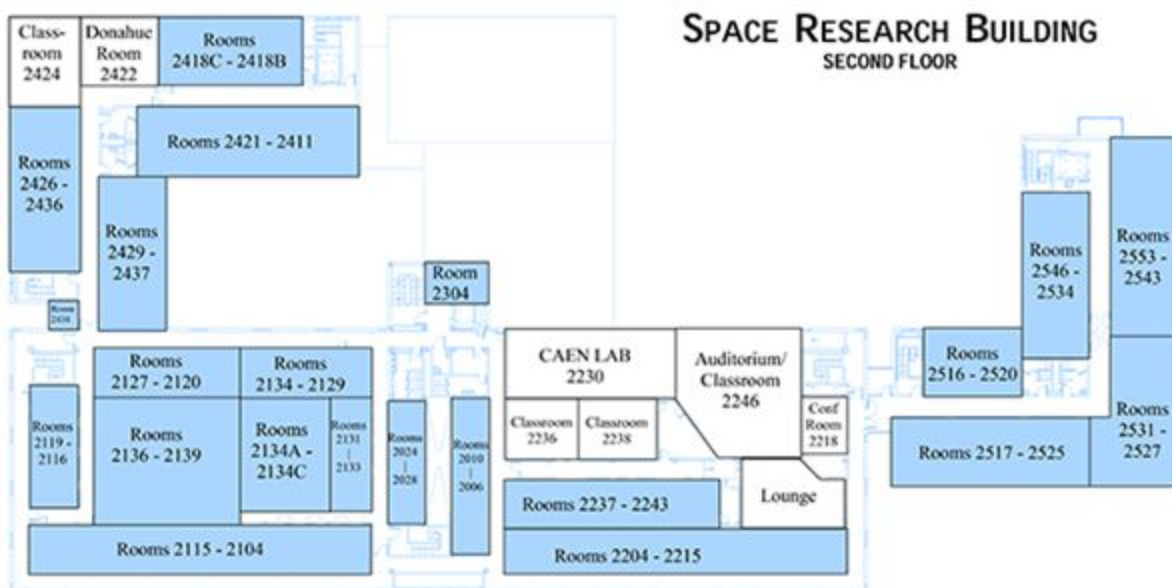 SPACE RESEARCH BUILDING
SECOND FLOOR
Class-
room
2424
Donahue
Room
2422
Rooms
2418C - 2418B
Rooms 2421 - 2411
Rooms
2426 -
2436
Rooms
2429 -
2437
Room
2304
Room
Rooms
2127 - 2120
Rooms
2134 - 2129
Rooms
2119 -
2116
Rooms
2136 - 2139
Rooms
2134A -
2134C
Rooms
2131
|
2133
Rooms
2024
|
2028
Rooms
2010
|
2006
Rooms 2115 - 2104
CAEN LAB
2230
Auditorium/
Classroom
2246
Classroom
2236
Classroom
2238
Conf
Room
2218
Lounge
Rooms 2237 - 2243
Rooms 2204 - 2215
Rooms
2516 - 2520
Rooms
2546 -
2534
Rooms
2553 -
2543
Rooms 2517 - 2525
Rooms
2531 -
2527